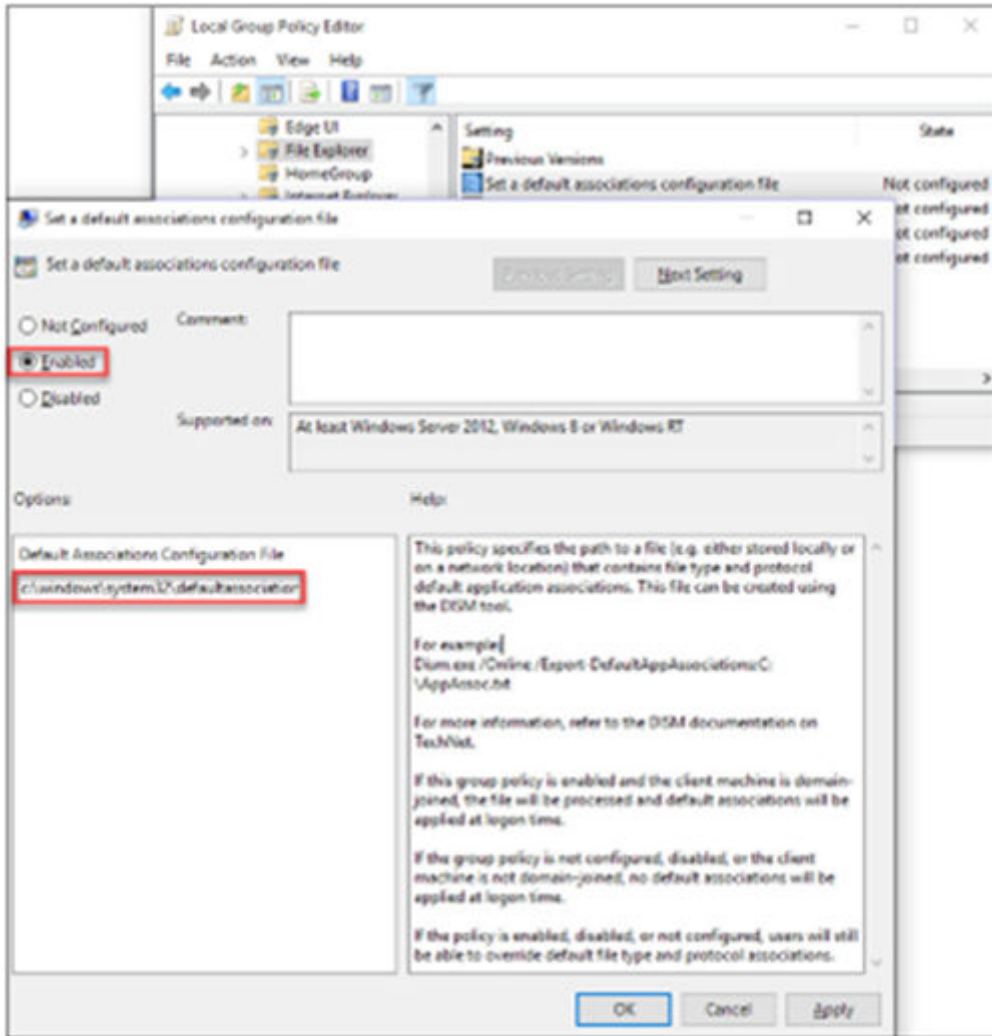 Local Group Policy Editor
File Action View Help
Edge UI
File Explorer
HomeGroup
Internet Explorer
Setting State
Previous Versions
Set a default associations configuration file Not configured
ot configured
ot configured
ot configured
Set a default associations configuration file
Set a default associations configuration file
Previous Setting Next Setting
Not Configured Comment:
Enabled
Disabled
Supported on: At least Windows Server 2012, Windows 8 or Windows RT
Options: Help:
Default Associations Configuration File
c:\windows\system32\defaultassociation
This policy specifies the path to a file (e.g. either stored locally or
on a network location) that contains file type and protocol
default application associations. This file can be created using
the DISM tool.
For example:
Dism.exe /Online /Export-DefaultAppAssociations:C:
\AppAssoc.txt
For more information, refer to the DISM documentation on
TechNet.
If this group policy is enabled and the client machine is domain-
joined, the file will be processed and default associations will be
applied at logon time.
If the group policy is not configured, disabled, or the client
machine is not domain-joined, no default associations will be
applied at logon time.
If the policy is enabled, disabled, or not configured, users will still
be able to override default file type and protocol associations.
OK Cancel Apply